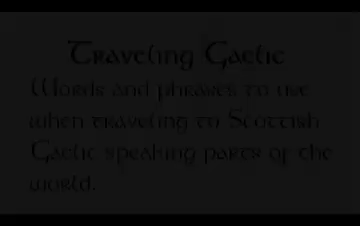 Traveling Gaelic
Words and phrases to use
when traveling to Scottish
Gaelic speaking parts of the
world.